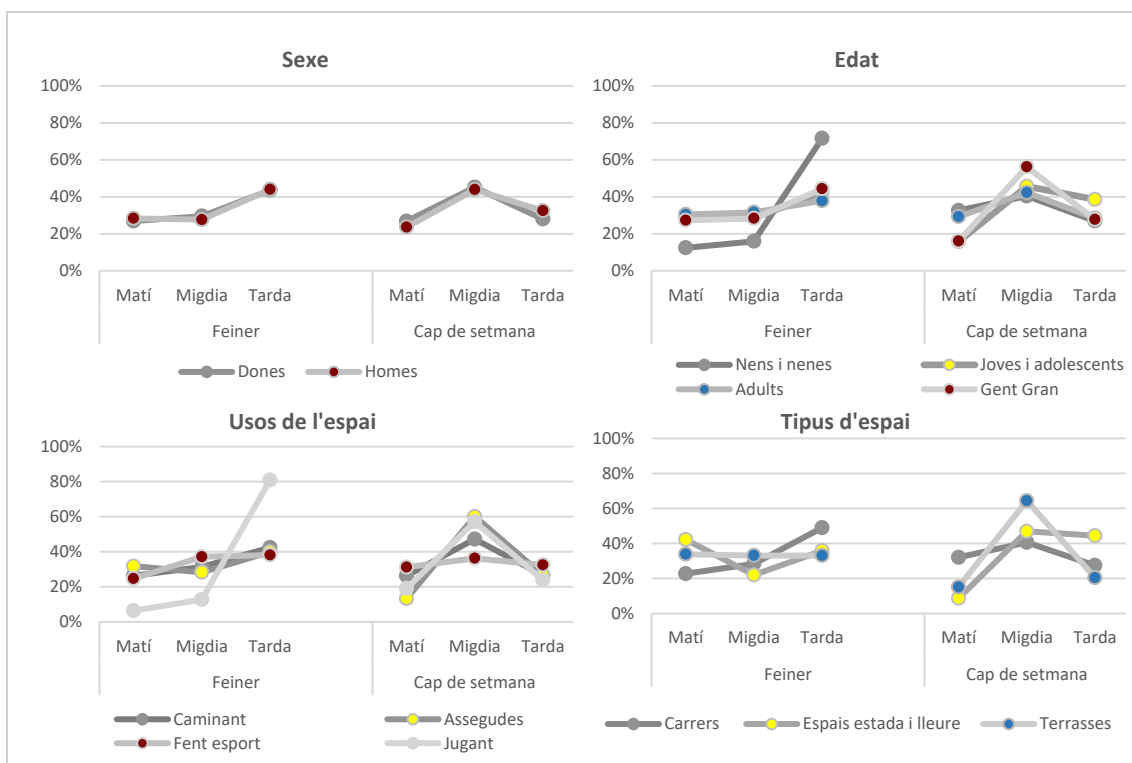 Sexe
100%
80%
60%
40%
20%
0%
Matí Migdia Tarda Matí Migdia Tarda
Feiner Cap de setmana
Dones Homes
Edat
100%
80%
60%
40%
20%
0%
Matí Migdia Tarda Matí Migdia Tarda
Feiner Cap de setmana
Nens i nenes Joves i adolescents
Adults Gent Gran
Usos de l'espai
100%
80%
60%
40%
20%
0%
Matí Migdia Tarda Matí Migdia Tarda
Feiner Cap de setmana
Caminant Assegudes
Fent esport Jugant
Tipus d'espai
100%
80%
60%
40%
20%
0%
Matí Migdia Tarda Matí Migdia Tarda
Feiner Cap de setmana
Carrers Espais estada i lleure Terrasses